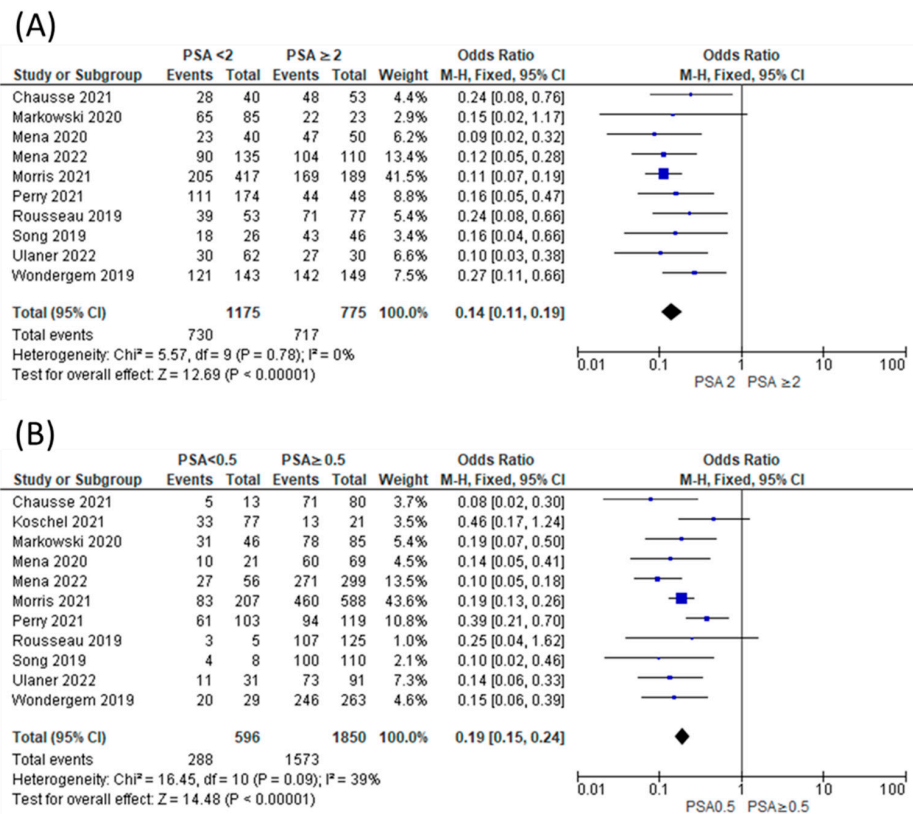 (A)
PSA <2 PSA ≥ 2 Odds Ratio Odds Ratio
Study or Subgroup Events Total Events Total Weight M-H, Fixed, 95% CI M-H, Fixed, 95% CI
Chausse 2021 28 40 48 53 4.4% 0.24 [0.08, 0.76]
Markowski 2020 65 85 22 23 2.9% 0.15 [0.02, 1.17]
Mena 2020 23 40 47 50 6.2% 0.09 [0.02, 0.32]
Mena 2022 90 135 104 110 13.4% 0.12 [0.05, 0.28]
Morris 2021 205 417 169 189 41.5% 0.11 [0.07, 0.19]
Perry 2021 111 174 44 48 8.8% 0.16 [0.05, 0.47]
Rousseau 2019 39 53 71 77 5.4% 0.24 [0.08, 0.66]
Song 2019 18 26 43 46 3.4% 0.16 [0.04, 0.66]
Ulaner 2022 30 62 27 30 6.6% 0.10 [0.03, 0.38]
Wondergem 2019 121 143 142 149 7.5% 0.27 [0.11, 0.66]
Total (95% CI) 1175 775 100.0% 0.14 [0.11, 0.19]
Total events 730 717
Heterogeneity: Chi² = 5.57, df = 9 (P = 0.78); I² = 0%
Test for overall effect: Z = 12.69 (P < 0.00001)
0.01 0.1 1 10 100
PSA 2 PSA ≥2
(B)
PSA<0.5 PSA≥ 0.5 Odds Ratio Odds Ratio
Study or Subgroup Events Total Events Total Weight M-H, Fixed, 95% CI M-H, Fixed, 95% CI
Chausse 2021 5 13 71 80 3.7% 0.08 [0.02, 0.30]
Koschel 2021 33 77 13 21 3.5% 0.46 [0.17, 1.24]
Markowski 2020 31 46 78 85 5.4% 0.19 [0.07, 0.50]
Mena 2020 10 21 60 69 4.5% 0.14 [0.05, 0.41]
Mena 2022 27 56 271 299 13.5% 0.10 [0.05, 0.18]
Morris 2021 83 207 460 588 43.6% 0.19 [0.13, 0.26]
Perry 2021 61 103 94 119 10.8% 0.39 [0.21, 0.70]
Rousseau 2019 3 5 107 125 1.0% 0.25 [0.04, 1.62]
Song 2019 4 8 100 110 2.1% 0.10 [0.02, 0.46]
Ulaner 2022 11 31 73 91 7.2% 0.14 [0.06, 0.33]
Wondergem 2019 20 29 246 263 4.6% 0.15 [0.06, 0.39]
Total (95% CI) 596 1850 100.0% 0.19 [0.15, 0.24]
Total events 288 1573
Heterogeneity: Chi² = 16.45, df = 10 (P = 0.09); I² = 39%
Test for overall effect: Z = 14.48 (P < 0.00001)
0.01 0.1 1 10 100
PSA0.5 PSA≥0.5